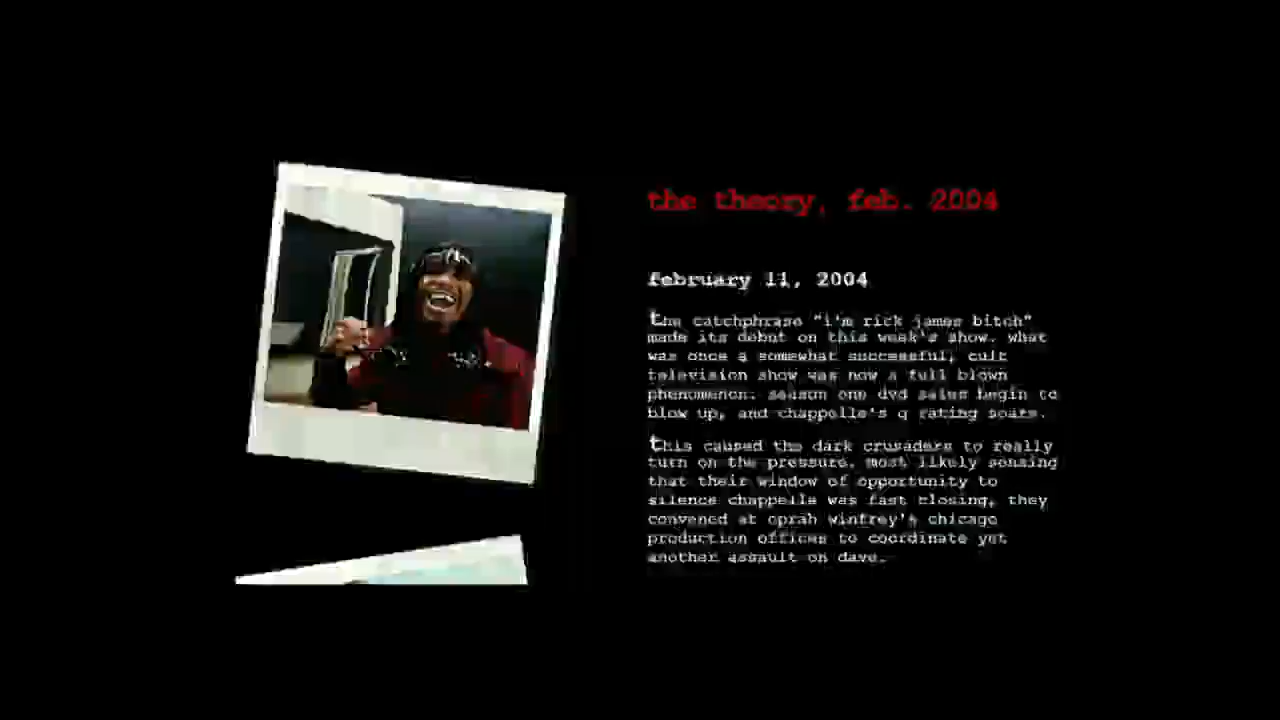 the theory, feb. 2004
february 11, 2004
the catchphrase "i'm rick james bitch"
made its debut on this week's show. what
was once a somewhat successful, cult
television show was now a full blown
phenomenon. season one dvd sales begin to
blow up, and chappelle's q rating soars.
this caused the dark crusaders to really
turn on the pressure. most likely sensing
that their window of opportunity to
silence chappelle was fast closing, they
convened at oprah winfrey's chicago
production offices to coordinate yet
another assault on dave.